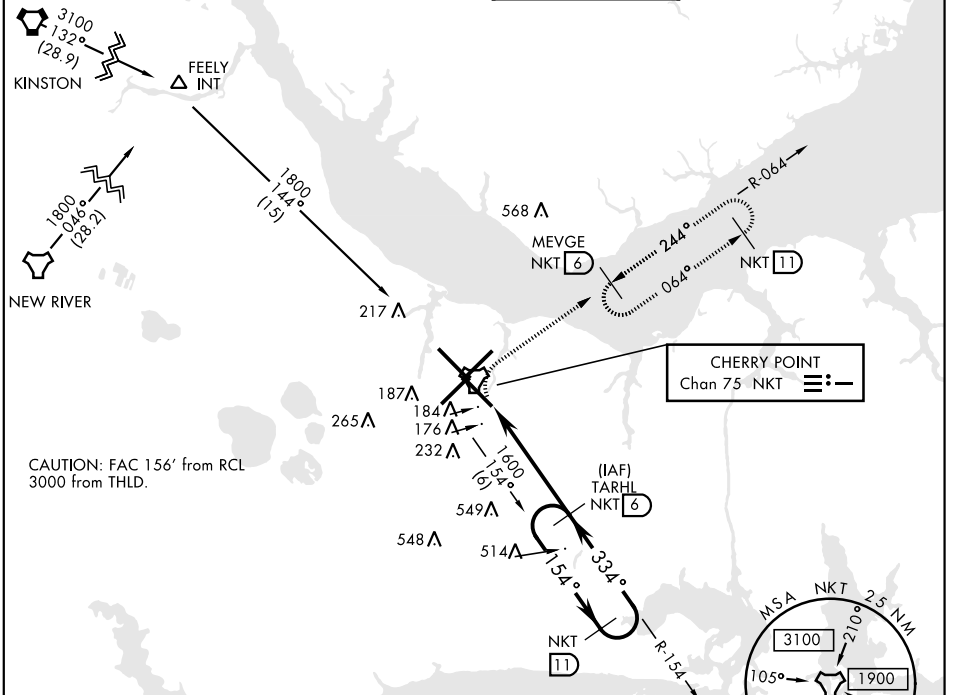 3100
132°
(28.9)
KINSTON
FEELY
INT
1800
046°
(28.2)
NEW RIVER
1800
144°
(15)
568
MEVGE
NKT 6
R-064
244°
064°
NKT 11
217
CHERRY POINT
Chan 75 NKT
187
184
265
176
232
CAUTION: FAC 156' from RCL
3000 from THLD.
1600
154°
(6)
(IAF)
TARHL
NKT 6
549
548
514
154°
334°
NKT
11
R-154
MSA NKT 25 NM
3100
210°
105°
1900